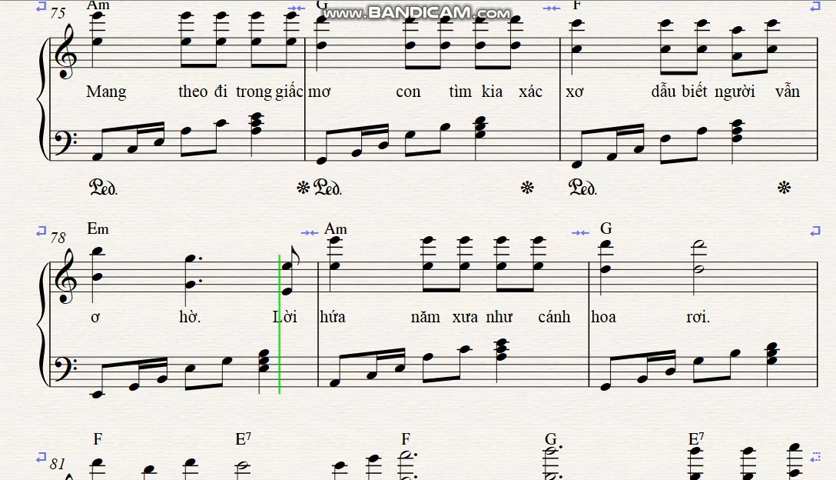 www.BANDICAM.com
75 Am G F
Mang theo đi trong giấc mơ con tìm kia xác xơ dẫu biết người vẫn
Ped. Ped. Ped.
78 Em Am G
ơ hờ. Lời hứa năm xưa như cánh hoa rơi.
81 F E7 F G E7